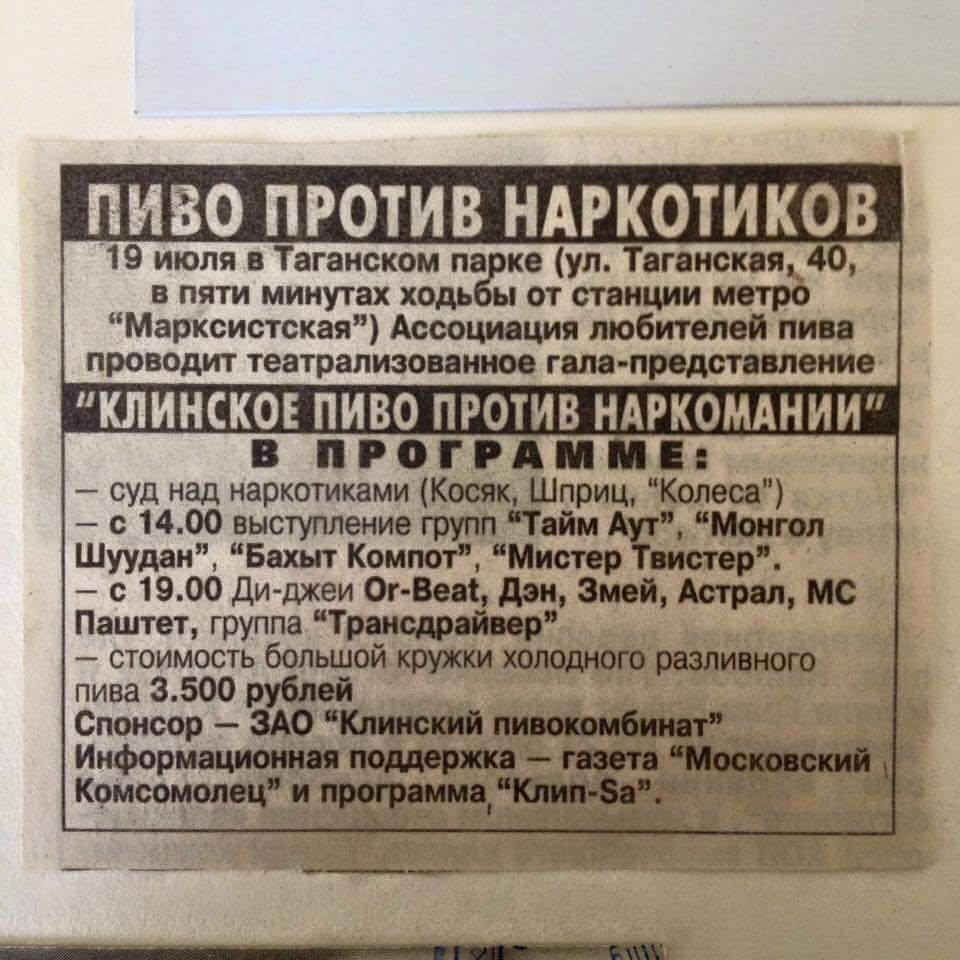 ПИВО ПРОТИВ НАРКОТИКОВ
19 июля в Таганском парке (ул. Таганская, 40,
в пяти минутах ходьбы от станции метро
“Марксистская”) Ассоциация любителей пива
проводит театрализованное гала-представление
“КЛИНСКОЕ ПИВО ПРОТИВ НАРКОМАНИИ”
В ПРОГРАММЕ:
— суд над наркотиками (Косяк, Шприц, “Колеса”)
— с 14.00 выступление групп “Тайм Аут”, “Монгол
Шуудан”, “Бахыт Компот”, “Мистер Твистер”.
— с 19.00 Ди-джеи Or-Beat, Дэн, Змей, Астрал, МС
Паштет, группа “Трансдрайвер”
— стоимость большой кружки холодного разливного
пива 3.500 рублей
Спонсор — ЗАО “Клинский пивокомбинат”
Информационная поддержка — газета “Московский
Комсомолец” и программа “Клип-Sa”.